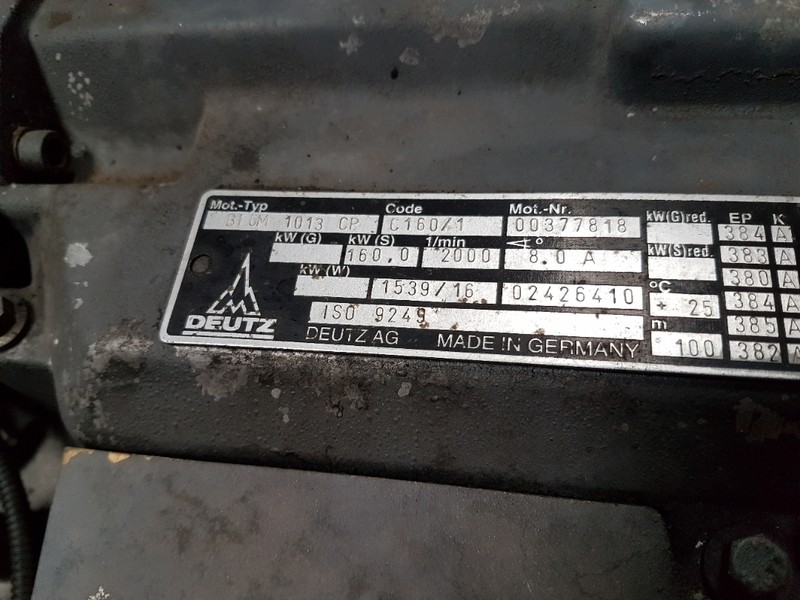 Mot.-Typ Code Mot.-Nr. kW(G)red. EP K
BF6M 1013 CP C160/1 00377818 384 A
kW (G) kW (S) 1/min ° kW(S)red.
160,0 2000 8.0 A 383 A
kW (W) °C 380 A
1539/16 02426410 + 25 384 A
ISO 9249 m 385 A
DEUTZ DEUTZ AG MADE IN GERMANY 100 382 A